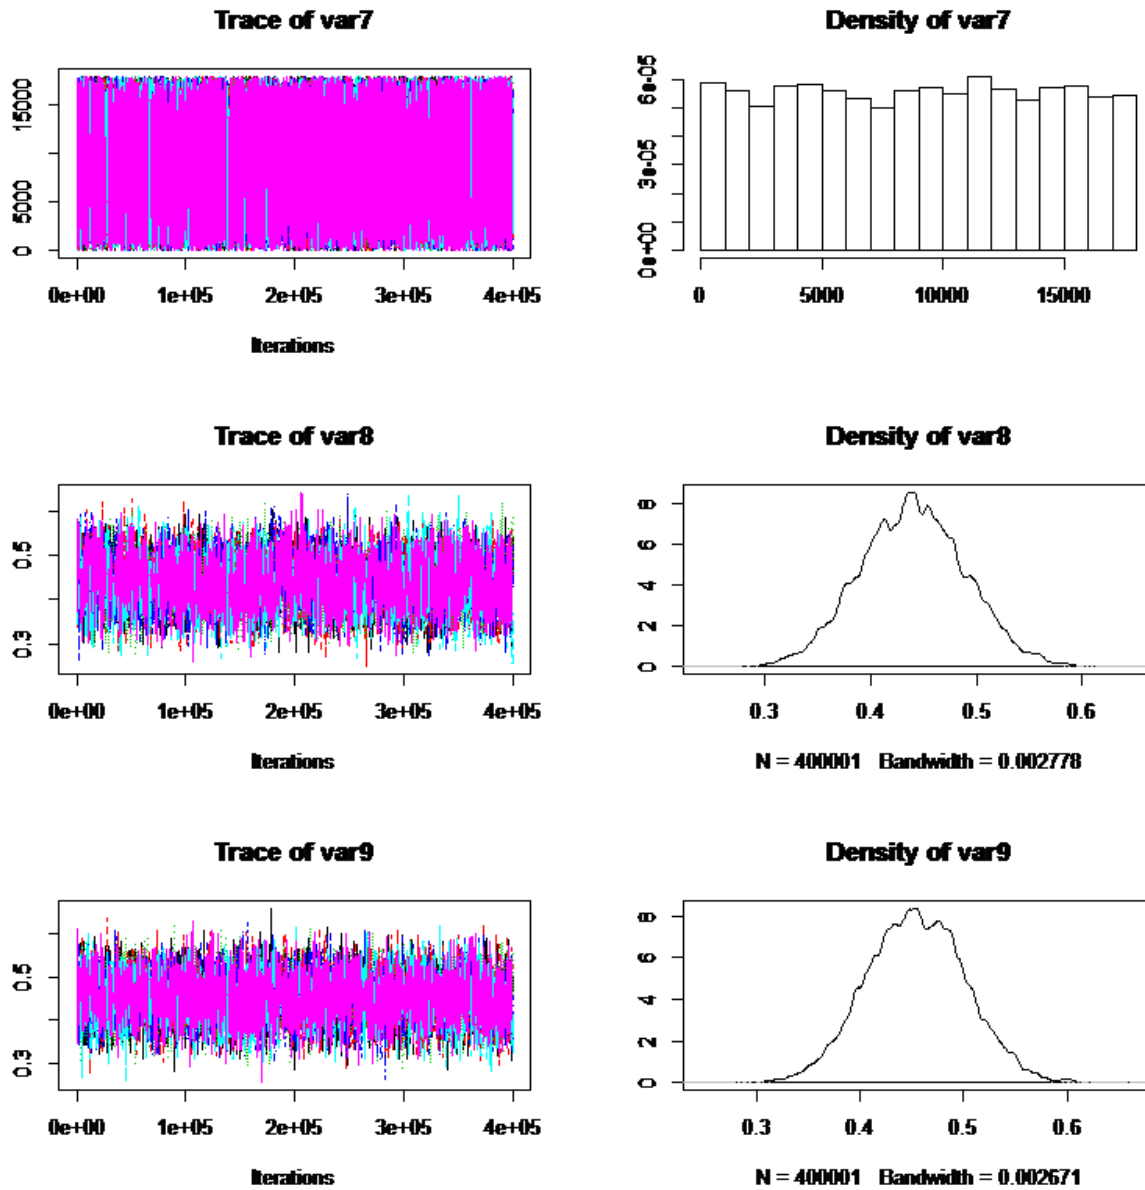 Trace of var7
15000
5000
0
0e+00 1e+05 2e+05 3e+05 4e+05
Iterations
Density of var7
6e-05
3e-05
0e+00
0 5000 10000 15000
Trace of var8
0.5
0.3
0e+00 1e+05 2e+05 3e+05 4e+05
Iterations
Density of var8
8
6
4
2
0
0.3 0.4 0.5 0.6
N = 400001 Bandwidth = 0.002778
Trace of var9
0.5
0.3
0e+00 1e+05 2e+05 3e+05 4e+05
Iterations
Density of var9
8
6
4
2
0
0.3 0.4 0.5 0.6
N = 400001 Bandwidth = 0.002671